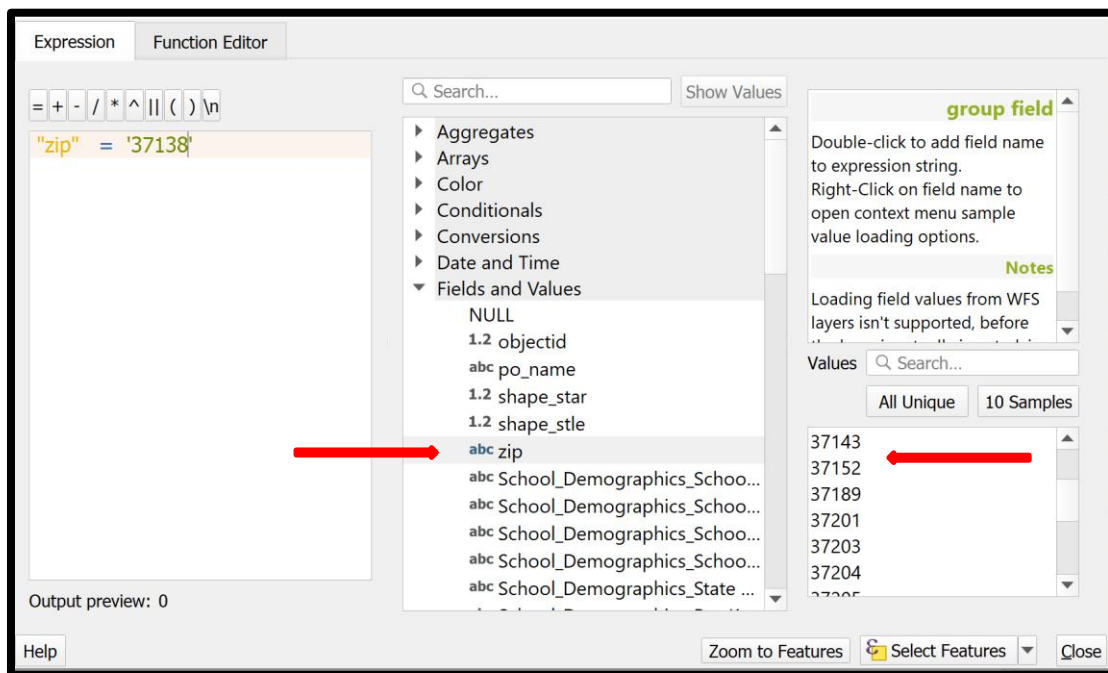 Expression Function Editor
= + - / * ^ || ( ) \n
"zip" = '37138'
Output preview: 0
Search... Show Values
Aggregates
Arrays
Color
Conditionals
Conversions
Date and Time
Fields and Values
NULL
1.2 objectid
abc po_name
1.2 shape_star
1.2 shape_stle
abc zip
abc School_Demographics_Schoo...
abc School_Demographics_Schoo...
abc School_Demographics_Schoo...
abc School_Demographics_Schoo...
abc School_Demographics_State ...
group field
Double-click to add field name
to expression string.
Right-Click on field name to
open context menu sample
value loading options.
Notes
Loading field values from WFS
layers isn't supported, before
Values Search...
All Unique 10 Samples
37143
37152
37189
37201
37203
37204
37205
Help Zoom to Features Select Features Close